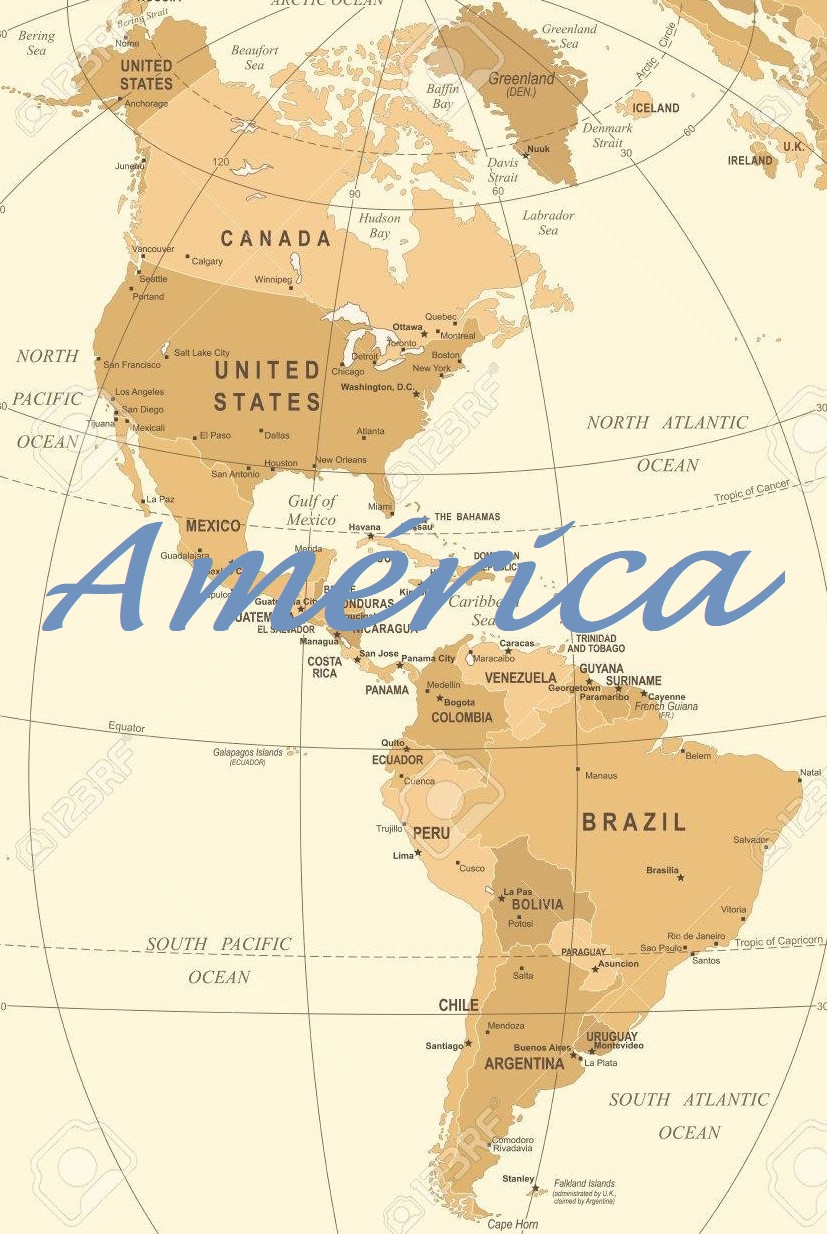 ARCTIC OCEAN
Bering Strait
Bering
Sea
Nome
UNITED
STATES
Anchorage
Beaufort
Sea
Greenland
Sea
Arctic Circle
Greenland
(DEN.)
Baffin
Bay
ICELAND
60
Denmark
Strait
U.K.
IRELAND
Nuuk
30
Juneau
120
Davis
Strait
90
60
Hudson
Bay
Labrador
Sea
CANADA
Vancouver
Calgary
Seattle
Winnipeg
Portand
Quebec
Ottawa
Montreal
Toronto
NORTH
PACIFIC
OCEAN
San Francisco
Salt Lake City
UNITED
STATES
Detroit
Chicago
Boston
New York
Washington, D.C.
Los Angeles
San Diego
Tijuana
Mexicali
El Paso
Dallas
Atlanta
NORTH ATLANTIC
OCEAN
30
San Antonio
Houston
New Orleans
Tropic of Cancer
La Paz
Gulf of
Mexico
Miami
THE BAHAMAS
MEXICO
Havana
América
Guadalajara
Merida
Guatemala City
EL SALVADOR
NICARAGUA
Managua
Caribbe
Sea
COSTA
RICA
San Jose
Panama City
PANAMA
Maracaibo
Caracas
TRINIDAD
AND TOBAGO
VENEZUELA
GUYANA
Georgetown
SURINAME
Paramaribo
Cayenne
French Guiana
(FR.)
Medellin
Bogota
COLOMBIA
Equator
Galapagos Islands
(ECUADOR)
Quito
ECUADOR
Cuenca
Belem
Manaus
Natal
Trujillo
PERU
BRAZIL
Lima
Cusco
Salvador
Brasilia
La Pas
BOLIVIA
Potosi
Vitoria
SOUTH PACIFIC
OCEAN
PARAGUAY
Asuncion
Rio de Janeiro
Sao Paulo
Santos
Tropic of Capricorn
Salta
CHILE
30
Mendoza
Santiago
URUGUAY
Montevideo
Buenos Aires
La Plata
ARGENTINA
SOUTH ATLANTIC
OCEAN
Comodoro
Rivadavia
Stanley
Falkland Islands
(administrated by U.K.,
claimed by Argentina)
Cape Horn
123RF